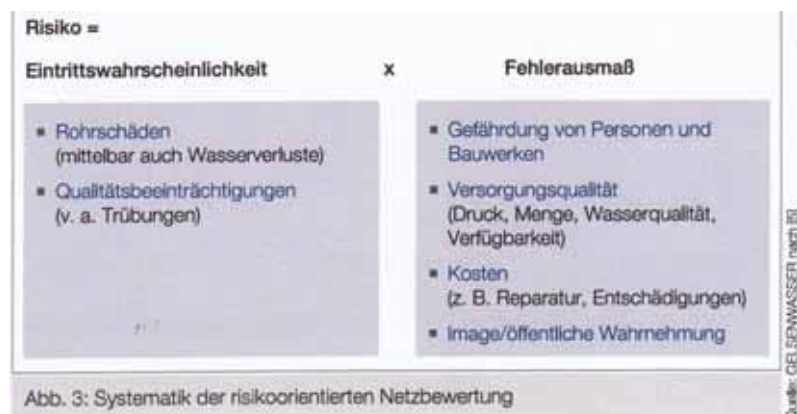 Risiko =
Eintrittswahrscheinlichkeit x Fehlerausmaß
▪ Rohrschäden
(mittelbar auch Wasserverluste)
▪ Qualitätsbeeinträchtigungen
(v. a. Trübungen)
▪ Gefährdung von Personen und
Bauwerken
▪ Versorgungsqualität
(Druck, Menge, Wasserqualität,
Verfügbarkeit)
▪ Kosten
(z. B. Reparatur, Entschädigungen)
▪ Image/öffentliche Wahrnehmung
Abb. 3: Systematik der risikoorientierten Netzbewertung
Quelle: GELSENWASSER nach [5]